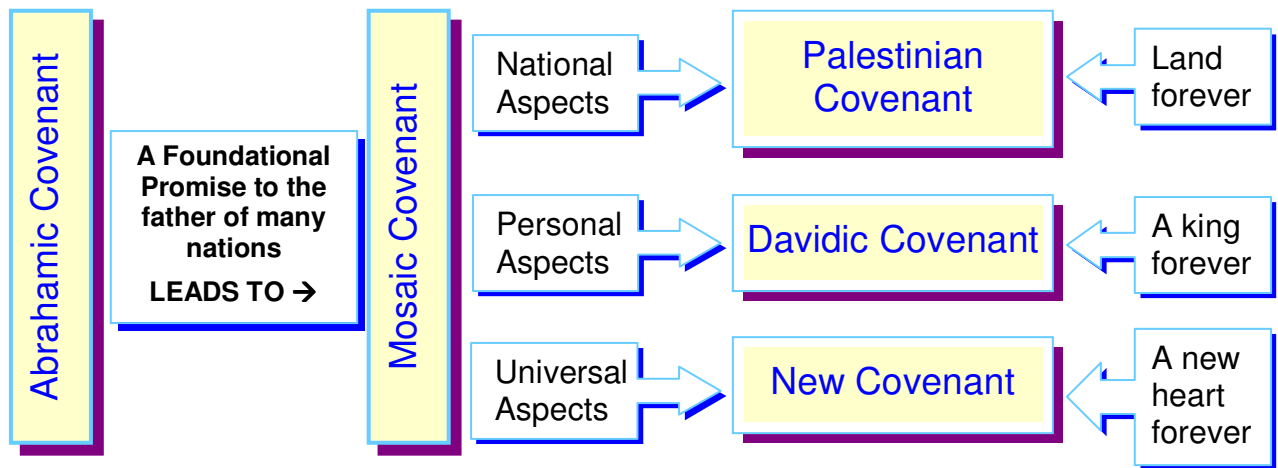 Abrahamic Covenant
A Foundational
Promise to the
father of many
nations
LEADS TO →
Mosaic Covenant
National
Aspects
Palestinian
Covenant
Land
forever
Personal
Aspects
Davidic Covenant
A king
forever
Universal
Aspects
New Covenant
A new
heart
forever